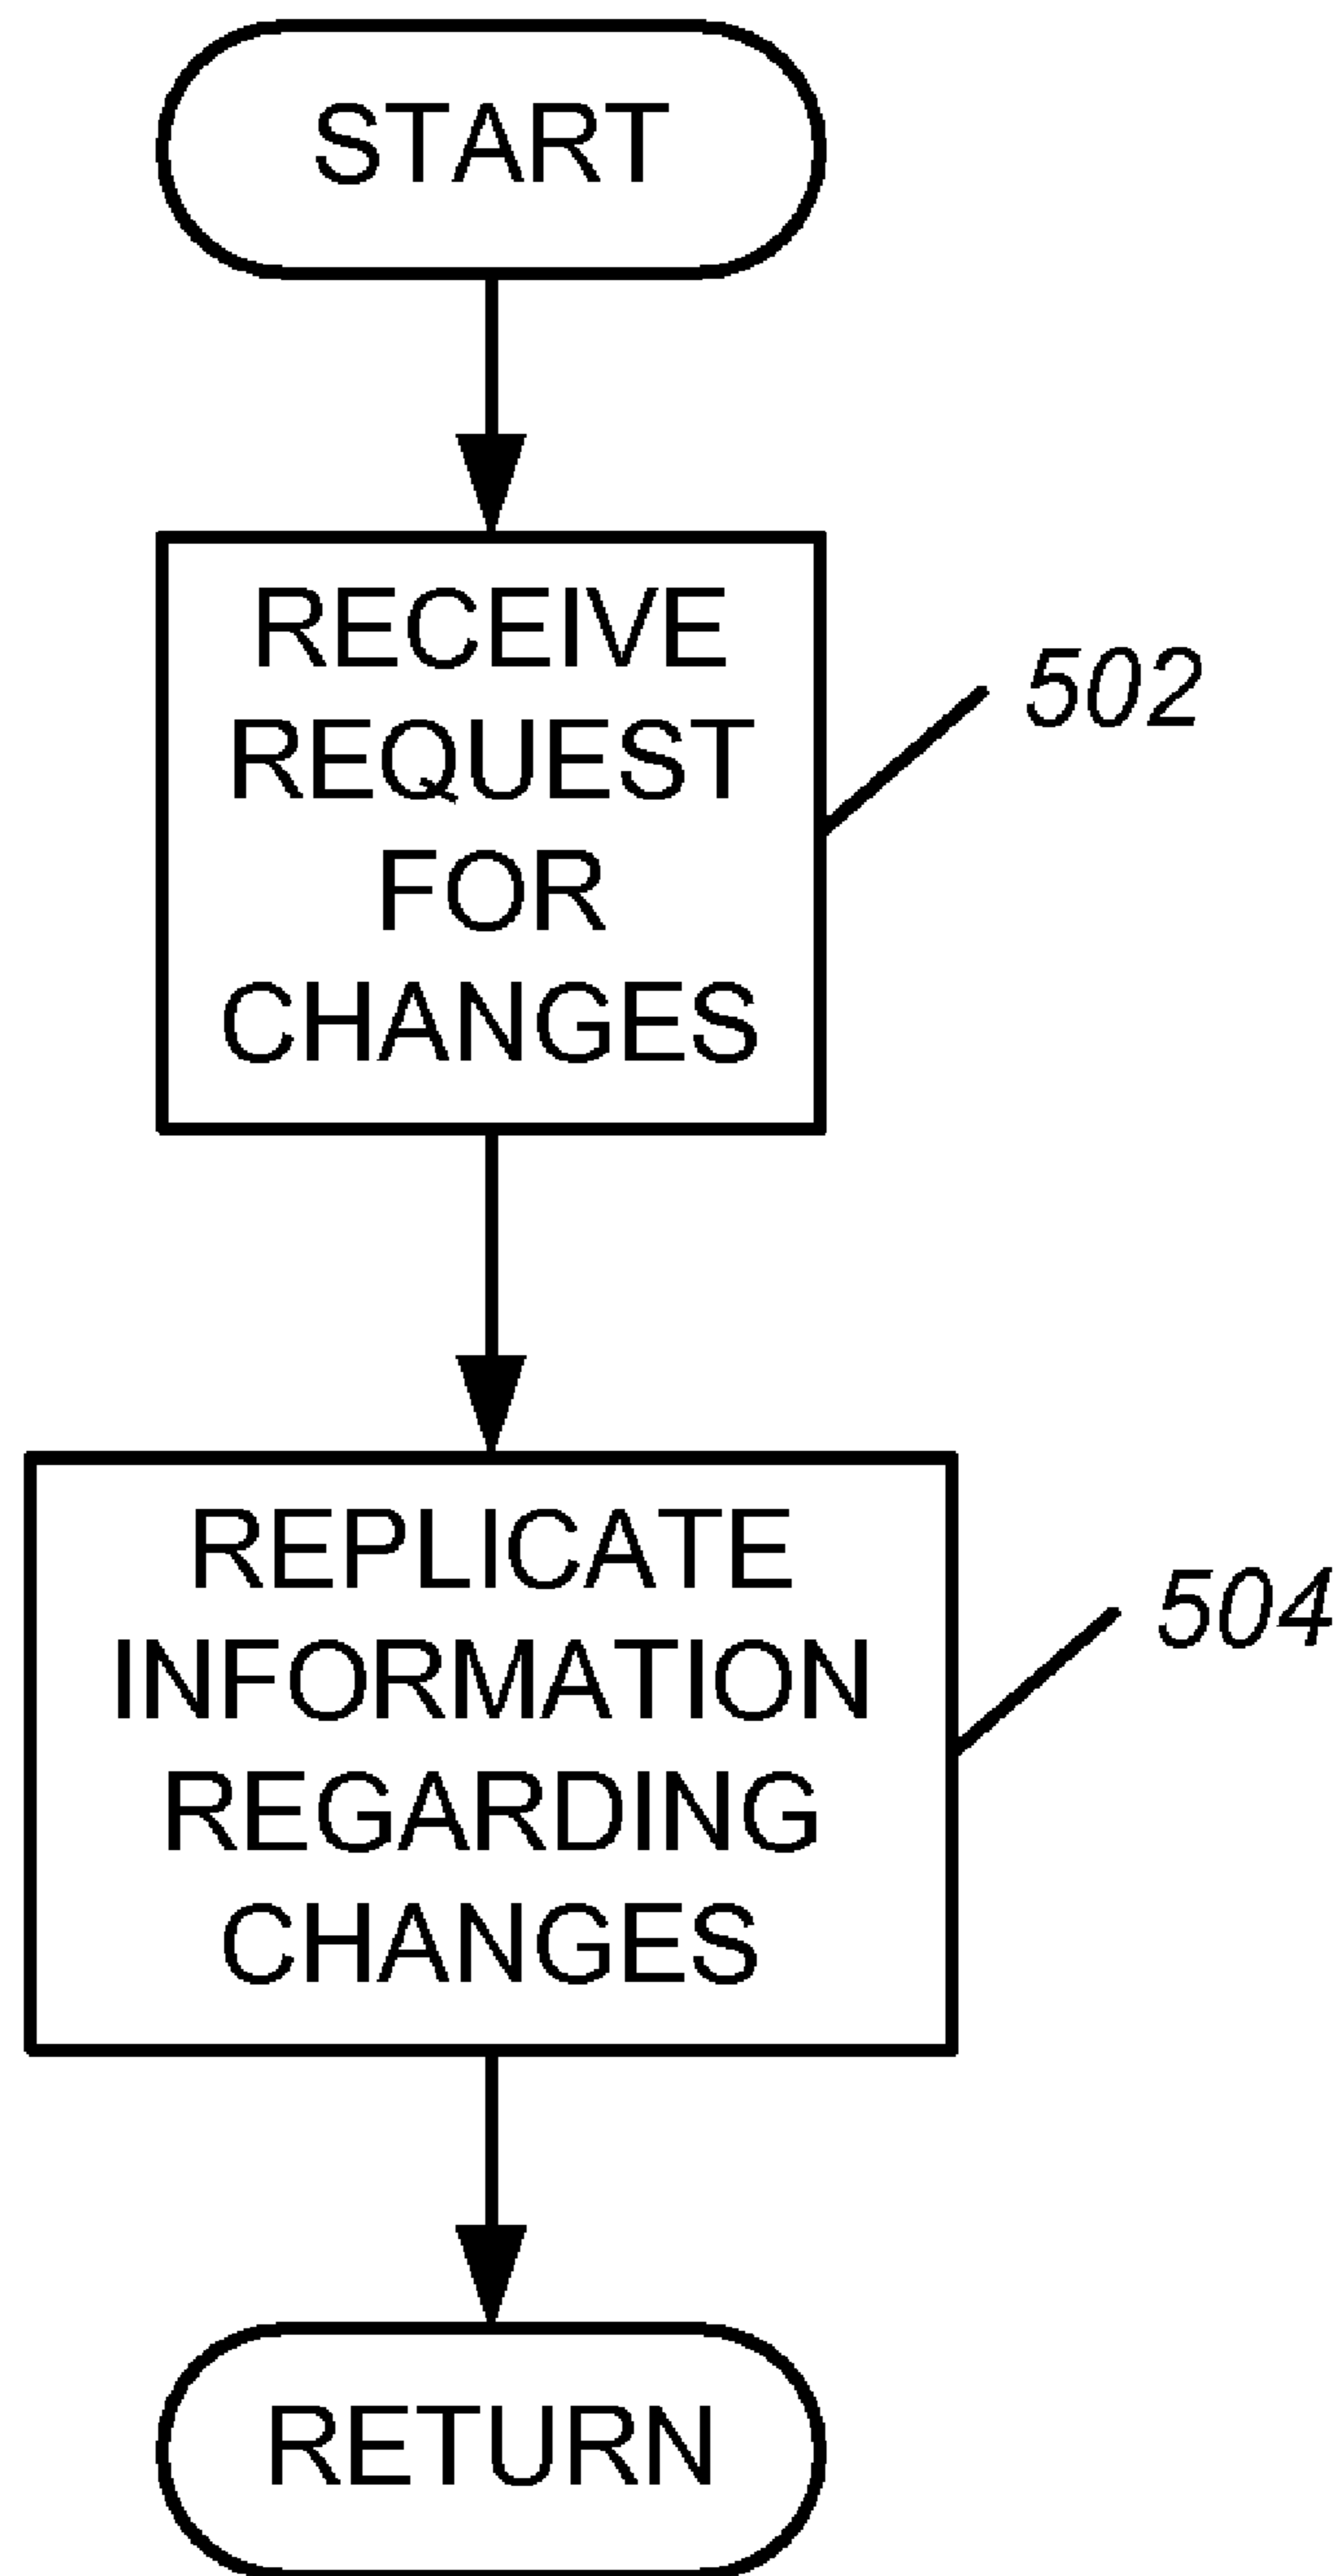 START
RECEIVE
REQUEST
FOR
CHANGES
502
REPLICATE
INFORMATION
REGARDING
CHANGES
504
RETURN